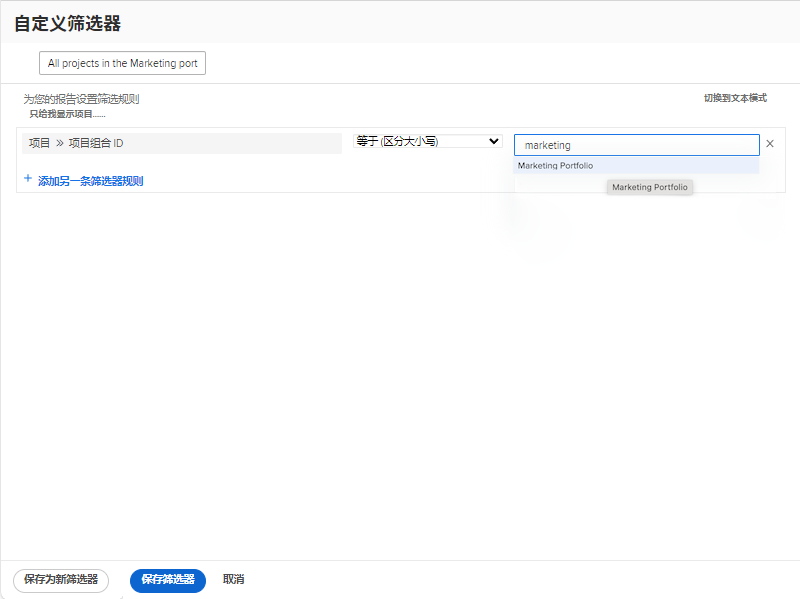 自定义筛选器
All projects in the Marketing port
为您的报告设置筛选规则
切换到文本模式
只给我显示项目......
项目 » 项目组合 ID
等于 (区分大小写)
marketing
×
Marketing Portfolio
+ 添加另一条筛选器规则
Marketing Portfolio
保存为新筛选器
保存筛选器
取消